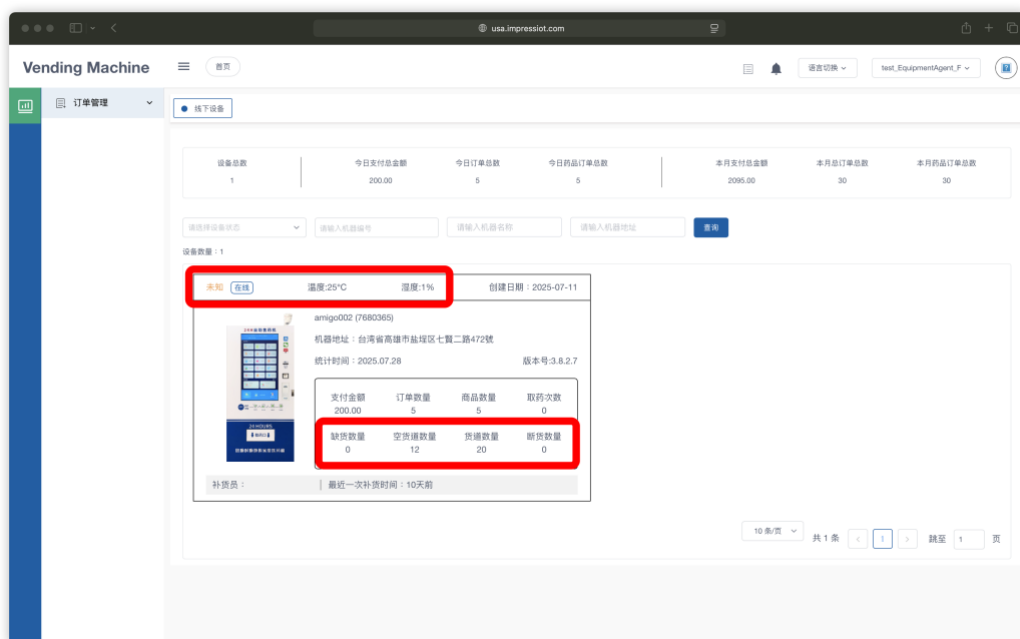 usa.impressiot.com
Vending Machine
首页
语言切换
test_EquipmentAgent_F
订单管理
线下设备
设备总数 今日支付总金额 今日订单总数 今日药品订单总数 本月支付总金额 本月总订单总数 本月药品订单总数
1 200.00 5 5 2095.00 30 30
请选择设备状态 请输入机器编号 请输入机器名称 请输入机器地址 查询
设备数量：1
未知 在线 温度:25°C 湿度:1% 创建日期：2025-07-11
amigo002 (7680365)
机器地址：台湾省高雄市盐埕区七賢二路472號
统计时间：2025.07.28 版本号:3.8.2.7
支付金额 订单数量 商品数量 取药次数
200.00 5 5 0
缺货数量 空货道数量 货道数量 断货数量
0 12 20 0
24HOURS
补货员： 最近一次补货时间：10天前
10 条/页 共 1 条 1 跳至 1 页